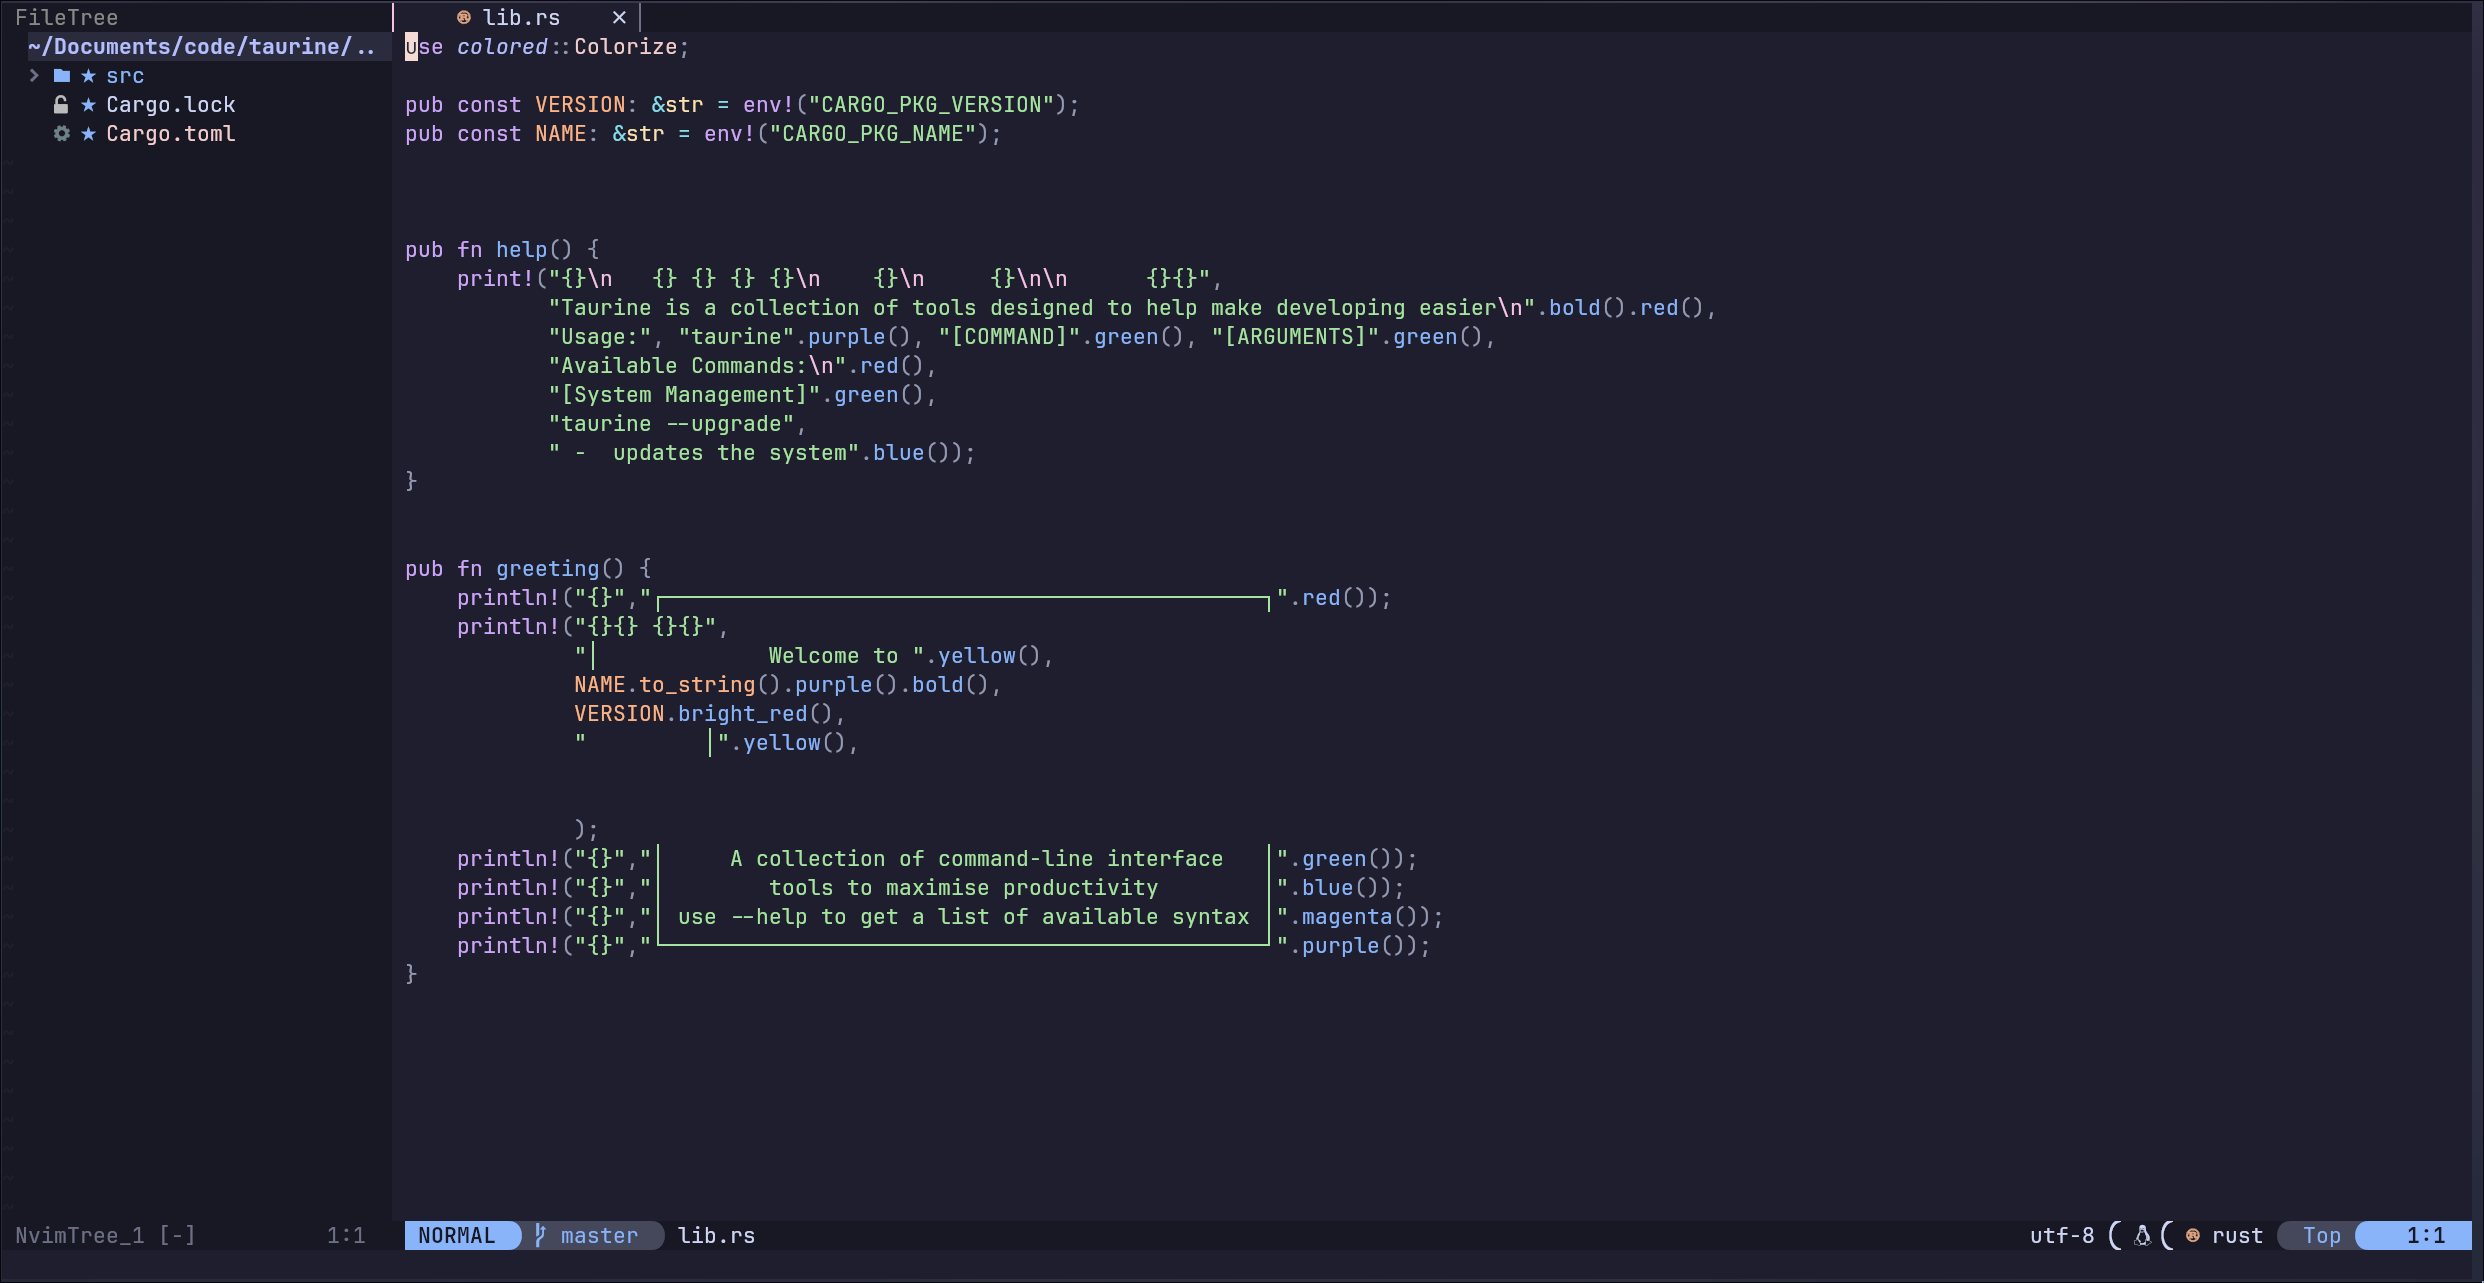 FileTree
lib.rs ✕
~/Documents/code/taurine/..
src
Cargo.lock
Cargo.toml
use colored::Colorize;
pub const VERSION: &str = env!("CARGO_PKG_VERSION");
pub const NAME: &str = env!("CARGO_PKG_NAME");
pub fn help() {
    print!("{}\n   {} {} {} {}\n    {}\n     {}\n\n      {}{}",
           "Taurine is a collection of tools designed to help make developing easier\n".bold().red(),
           "Usage:", "taurine".purple(), "[COMMAND]".green(), "[ARGUMENTS]".green(),
           "Available Commands:\n".red(),
           "[System Management]".green(),
           "taurine --upgrade",
           " -  updates the system".blue());
}
pub fn greeting() {
    println!("{}","┌───────────────────────────────────────────────┐".red());
    println!("{}{} {}{}",
             "│             Welcome to ".yellow(),
             NAME.to_string().purple().bold(),
             VERSION.bright_red(),
             "         │".yellow(),
             );
    println!("{}","│     A collection of command-line interface   │".green());
    println!("{}","│        tools to maximise productivity        │".blue());
    println!("{}","│ use --help to get a list of available syntax │".magenta());
    println!("{}","└───────────────────────────────────────────────┘".purple());
}
NvimTree_1 [-] 1:1
NORMAL master lib.rs utf-8 rust Top 1:1